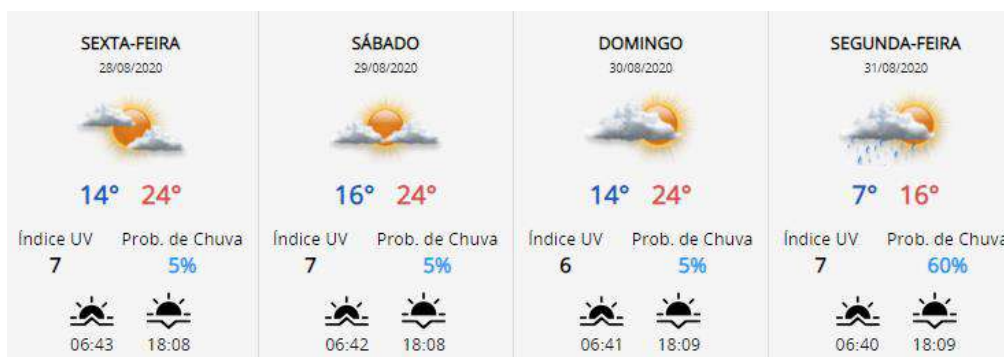 SEXTA-FEIRA
28/08/2020
14° 24°
Índice UV Prob. de Chuva
7 5%
06:43 18:08
SÁBADO
29/08/2020
16° 24°
Índice UV Prob. de Chuva
7 5%
06:42 18:08
DOMINGO
30/08/2020
14° 24°
Índice UV Prob. de Chuva
6 5%
06:41 18:09
SEGUNDA-FEIRA
31/08/2020
7° 16°
Índice UV Prob. de Chuva
7 60%
06:40 18:09